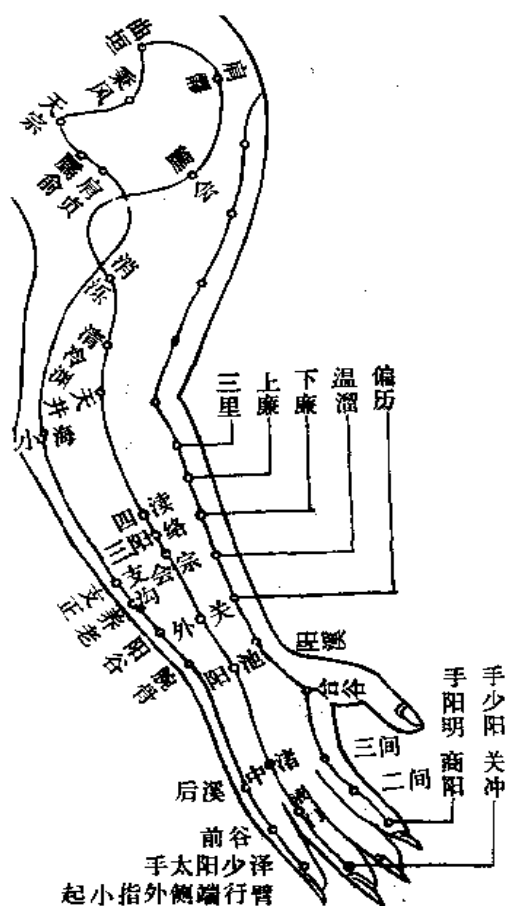 曲垣
秉风
天宗
臑俞
肩贞
肩髃
臑会
消泺
清冷渊
天井
小海
三里
上廉
下廉
温溜
偏历
四渎
三阳络
支沟
会宗
支正
养老
阳谷
腕骨
外关
阳池
阳溪
合谷
三间
二间
手阳明
商阳
手少阳
关冲
中渚
后溪
前谷
手太阳少泽
起小指外侧端行臂